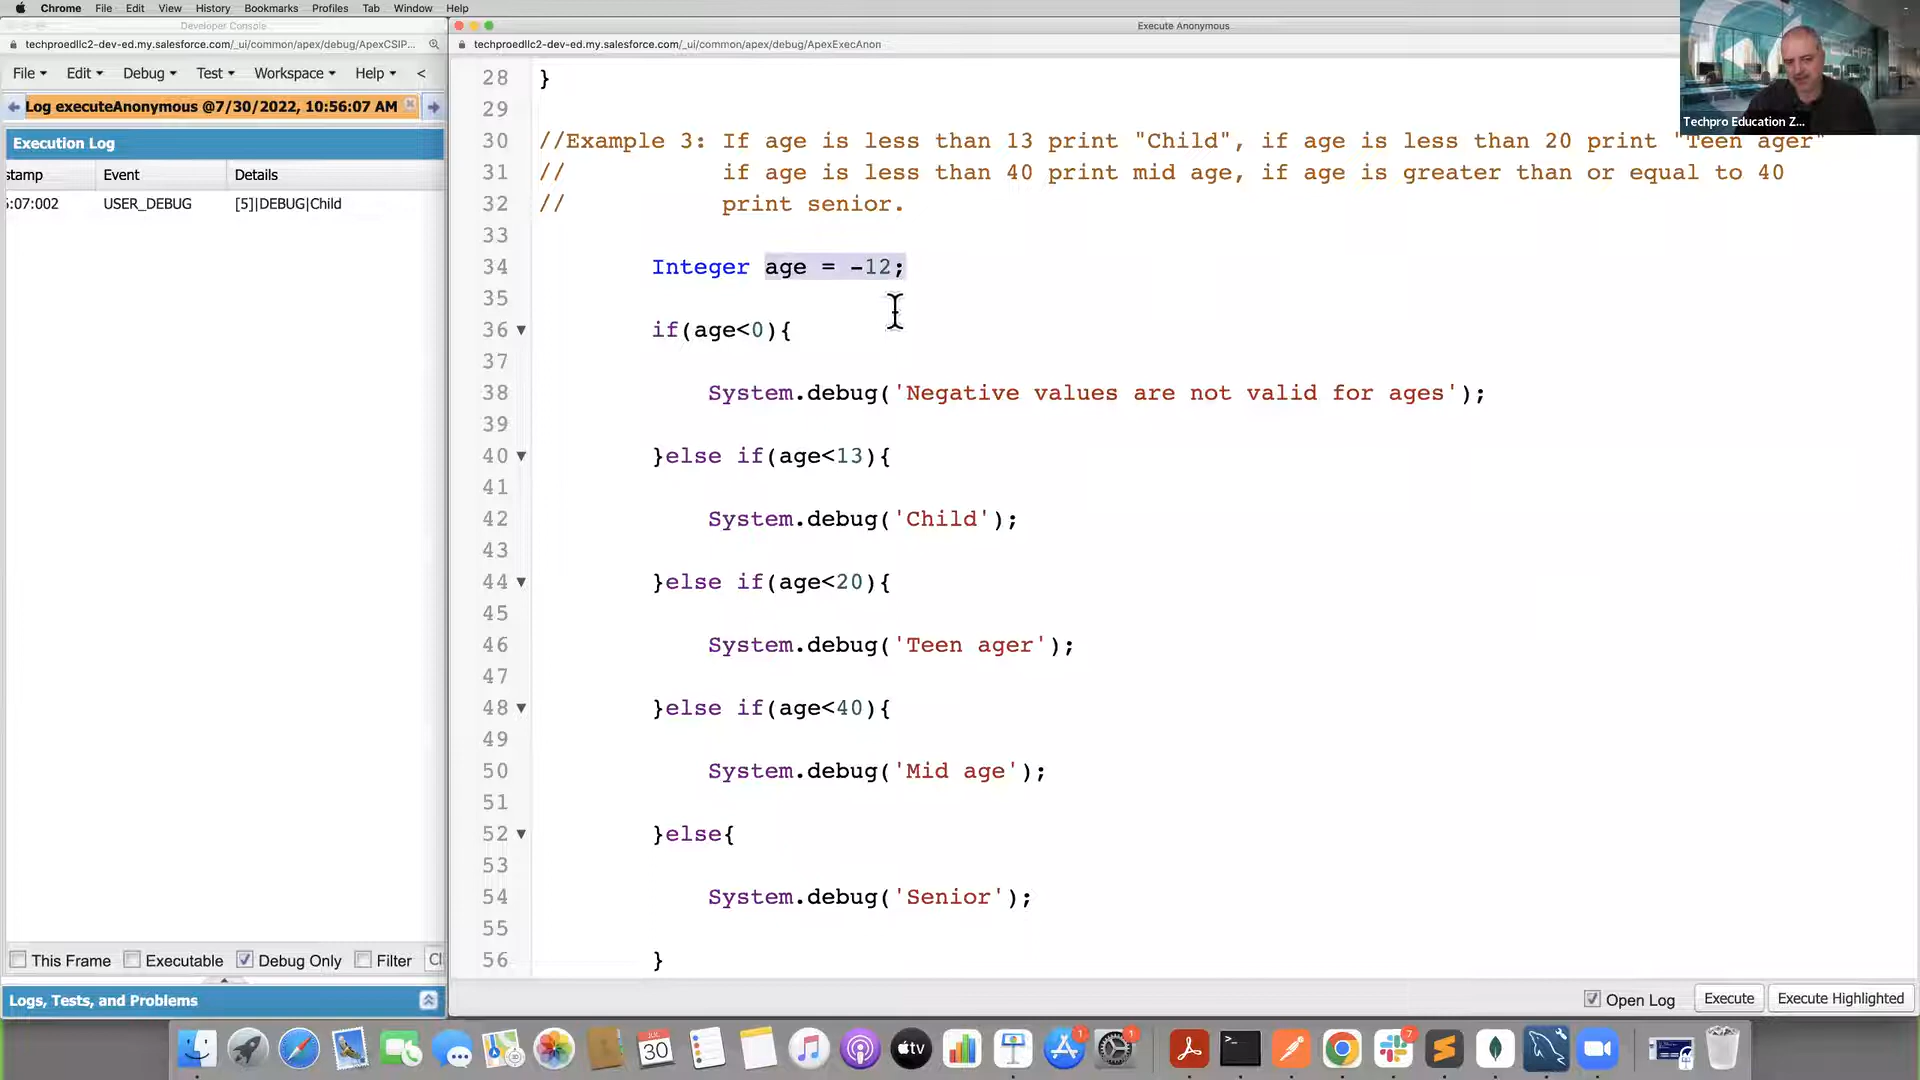 Chrome File Edit View History Bookmarks Profiles Tab Window Help
Developer Console
techproedllc2-dev-ed.my.salesforce.com/_ui/common/apex/debug/ApexCSIP...
File Edit Debug Test Workspace Help <
Log executeAnonymous @7/30/2022, 10:56:07 AM
Execution Log
stamp Event Details
:07:002 USER_DEBUG [5]|DEBUG|Child
This Frame Executable Debug Only Filter Cl
Logs, Tests, and Problems
Execute Anonymous
techproedllc2-dev-ed.my.salesforce.com/_ui/common/apex/debug/ApexExecAnon
Techpro Education Z...
28 }
29
30 //Example 3: If age is less than 13 print "Child", if age is less than 20 print "Teen ager"
31 // if age is less than 40 print mid age, if age is greater than or equal to 40
32 // print senior.
33
34 Integer age = -12;
35
36 if(age<0){
37
38 System.debug('Negative values are not valid for ages');
39
40 }else if(age<13){
41
42 System.debug('Child');
43
44 }else if(age<20){
45
46 System.debug('Teen ager');
47
48 }else if(age<40){
49
50 System.debug('Mid age');
51
52 }else{
53
54 System.debug('Senior');
55
56 }
Open Log Execute Execute Highlighted
JUL
30
tv
1
1
7